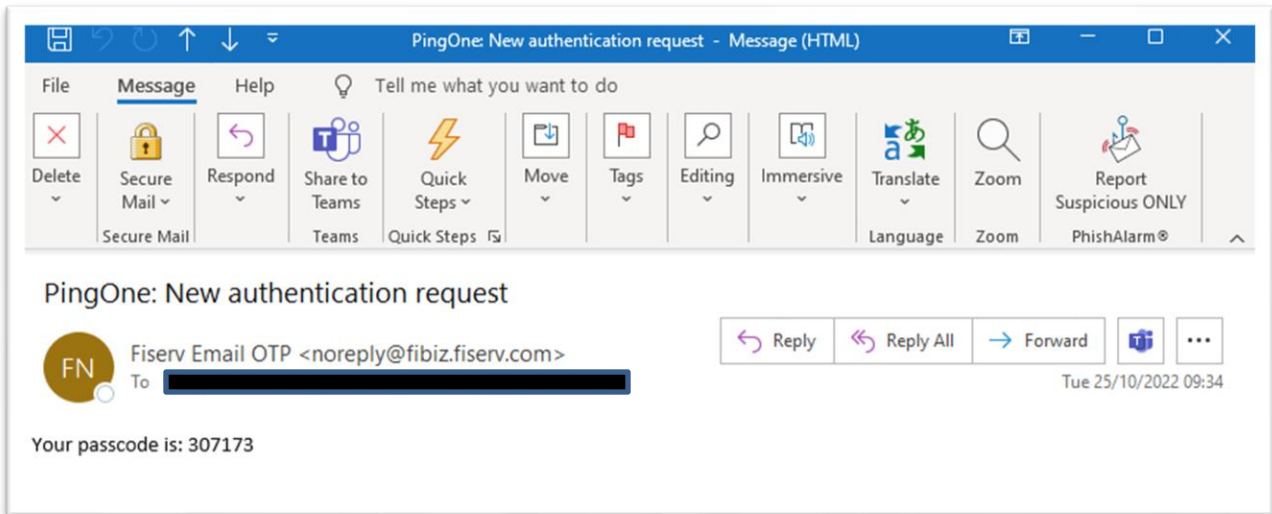 PingOne: New authentication request - Message (HTML)
File Message Help Tell me what you want to do
Delete
Secure Mail
Respond
Share to Teams
Quick Steps
Move
Tags
Editing
Immersive
Translate
Zoom
Report Suspicious ONLY
Secure Mail Teams Quick Steps Language Zoom PhishAlarm®
PingOne: New authentication request
FN
Fiserv Email OTP <noreply@fibiz.fiserv.com>
Reply Reply All Forward
To
Tue 25/10/2022 09:34
Your passcode is: 307173